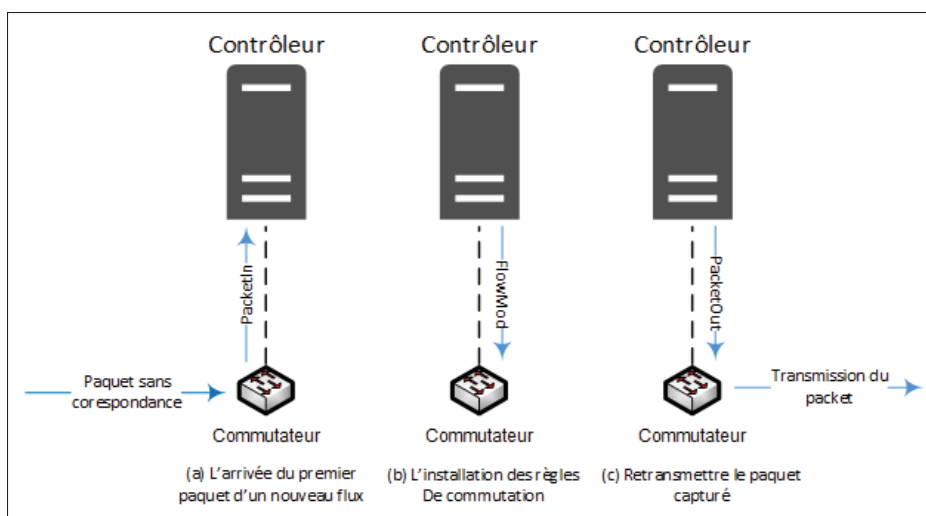 Contrôleur
Contrôleur
Contrôleur
PacketIn
FlowMod
PacketOut
Paquet sans
corespondance
Transmission du
packet
Commutateur
Commutateur
Commutateur
(a) L'arrivée du premier
paquet d'un nouveau flux
(b) L'installation des règles
De commutation
(c) Retransmettre le paquet
capturé